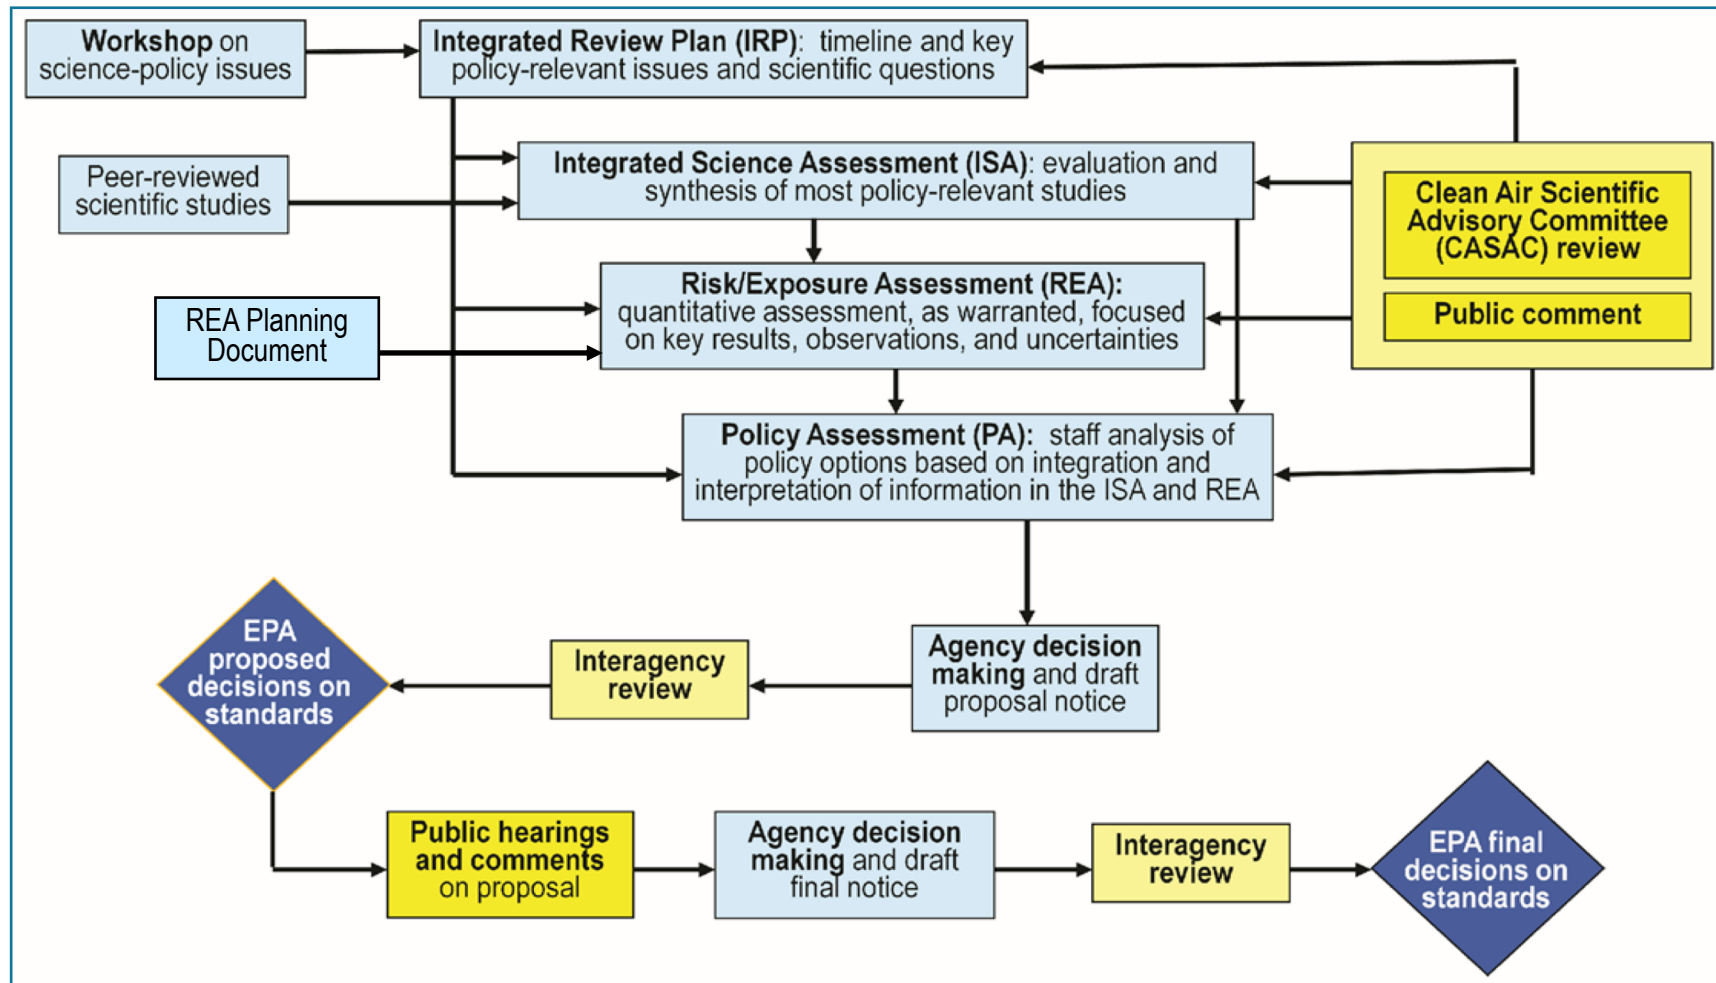 Workshop on
science-policy issues
Integrated Review Plan (IRP): timeline and key
policy-relevant issues and scientific questions
Peer-reviewed
scientific studies
Integrated Science Assessment (ISA): evaluation and
synthesis of most policy-relevant studies
Clean Air Scientific
Advisory Committee
(CASAC) review
Public comment
REA Planning
Document
Risk/Exposure Assessment (REA):
quantitative assessment, as warranted, focused
on key results, observations, and uncertainties
Policy Assessment (PA): staff analysis of
policy options based on integration and
interpretation of information in the ISA and REA
EPA
proposed
decisions on
standards
Interagency
review
Agency decision
making and draft
proposal notice
Public hearings
and comments
on proposal
Agency decision
making and draft
final notice
Interagency
review
EPA final
decisions on
standards